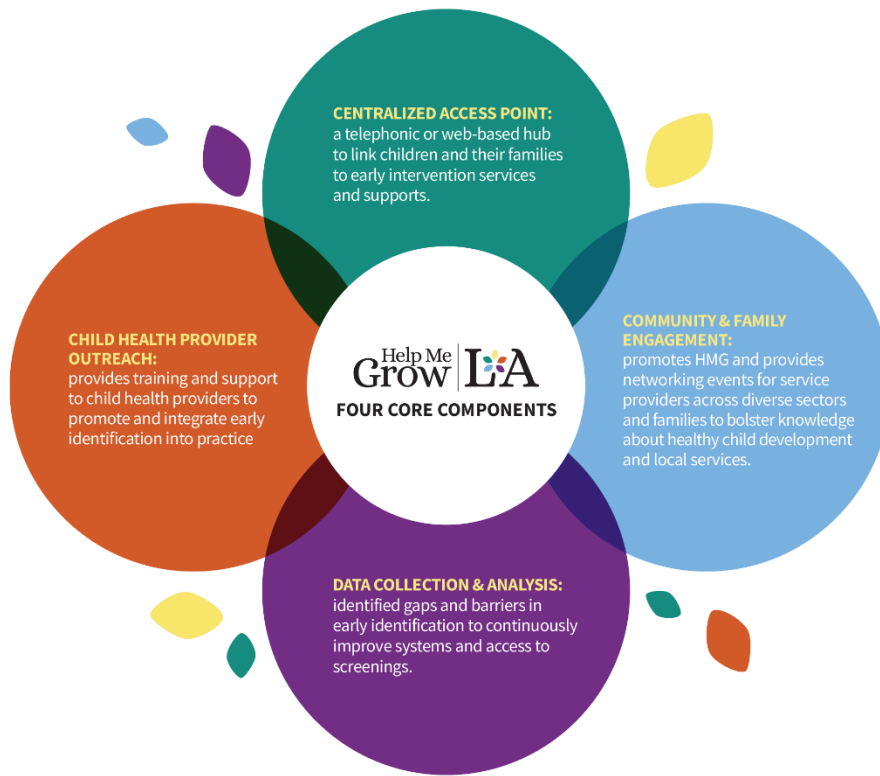 CENTRALIZED ACCESS POINT:
a telephonic or web-based hub
to link children and their families
to early intervention services
and supports.
CHILD HEALTH PROVIDER
OUTREACH:
provides training and support
to child health providers to
promote and integrate early
identification into practice
Help Me
Grow LA
FOUR CORE COMPONENTS
COMMUNITY & FAMILY
ENGAGEMENT:
promotes HMG and provides
networking events for service
providers across diverse sectors
and families to bolster knowledge
about healthy child development
and local services.
DATA COLLECTION & ANALYSIS:
identified gaps and barriers in
early identification to continuously
improve systems and access to
screenings.